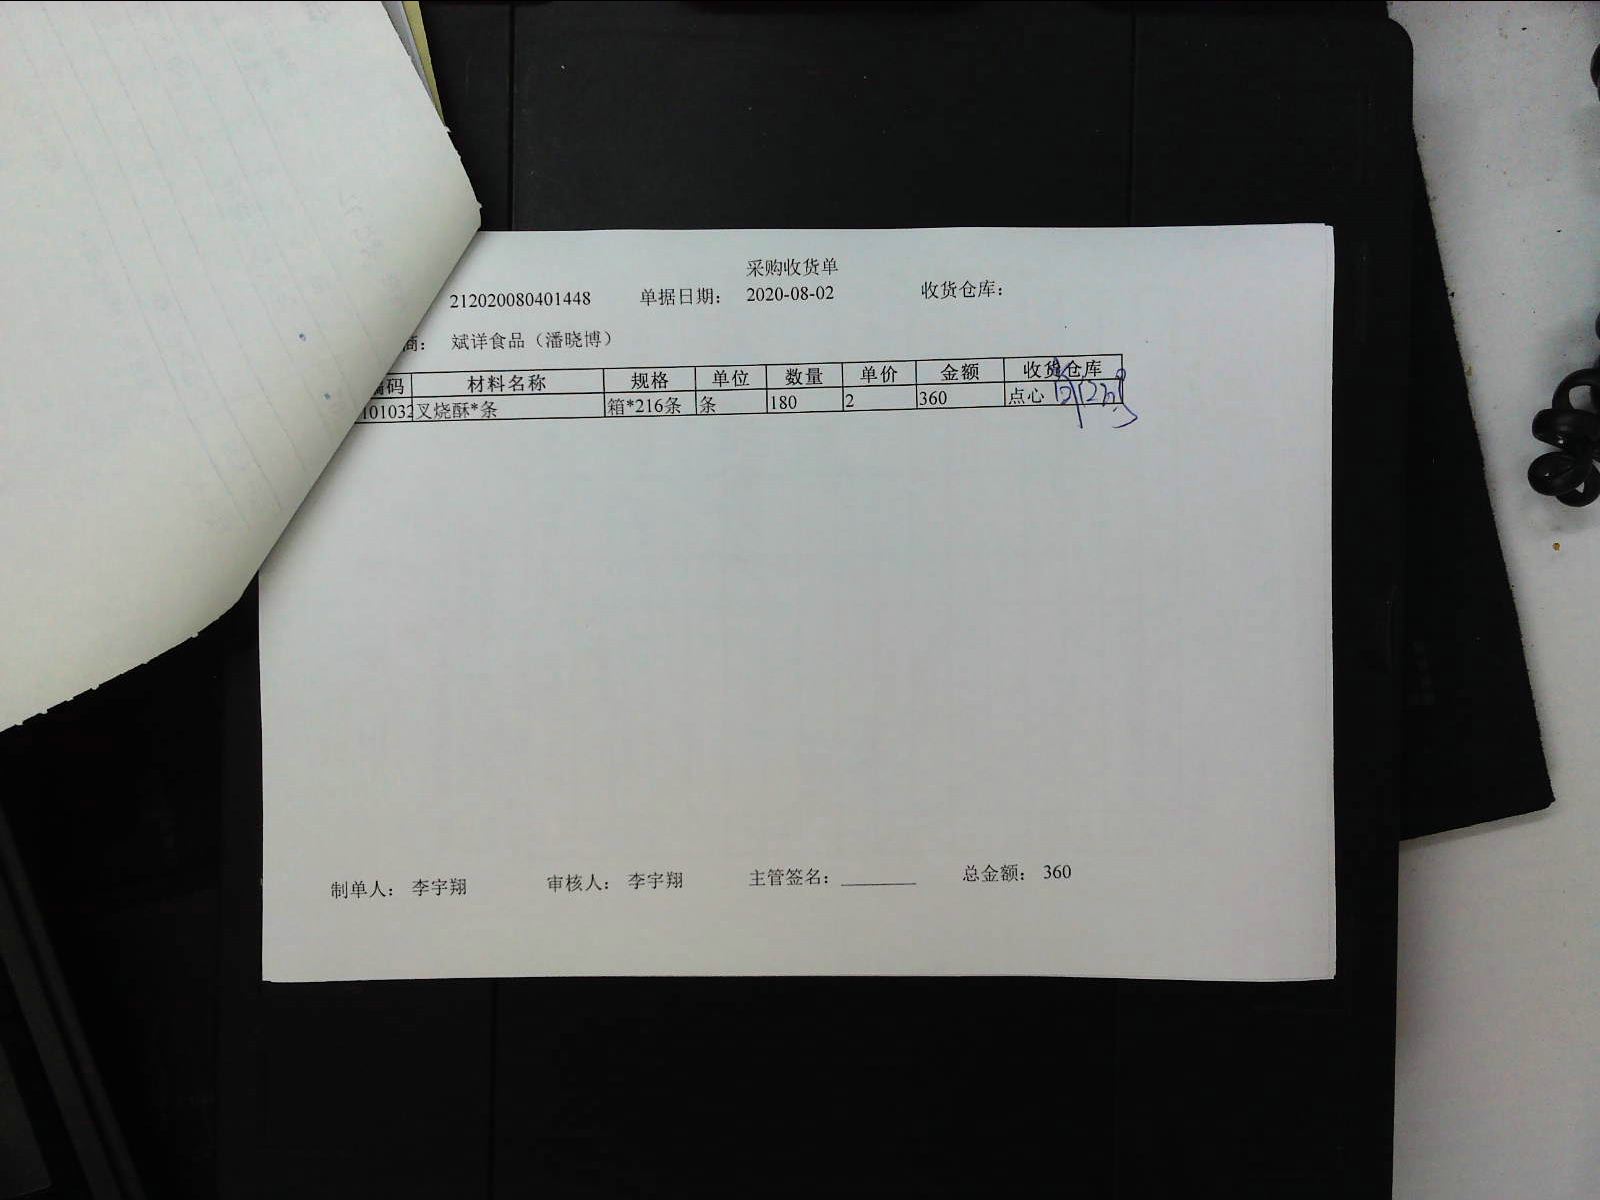 采购收货单
212020080401448 单据日期: 2020-08-02 收货仓库:
商: 斌详食品（潘晓博）
编码 材料名称 规格 单位 数量 单价 金额 收货仓库
101032 叉烧酥*条 箱*216条 条 180 2 360 点心
制单人: 李宇翔 审核人: 李宇翔 主管签名: 总金额: 360